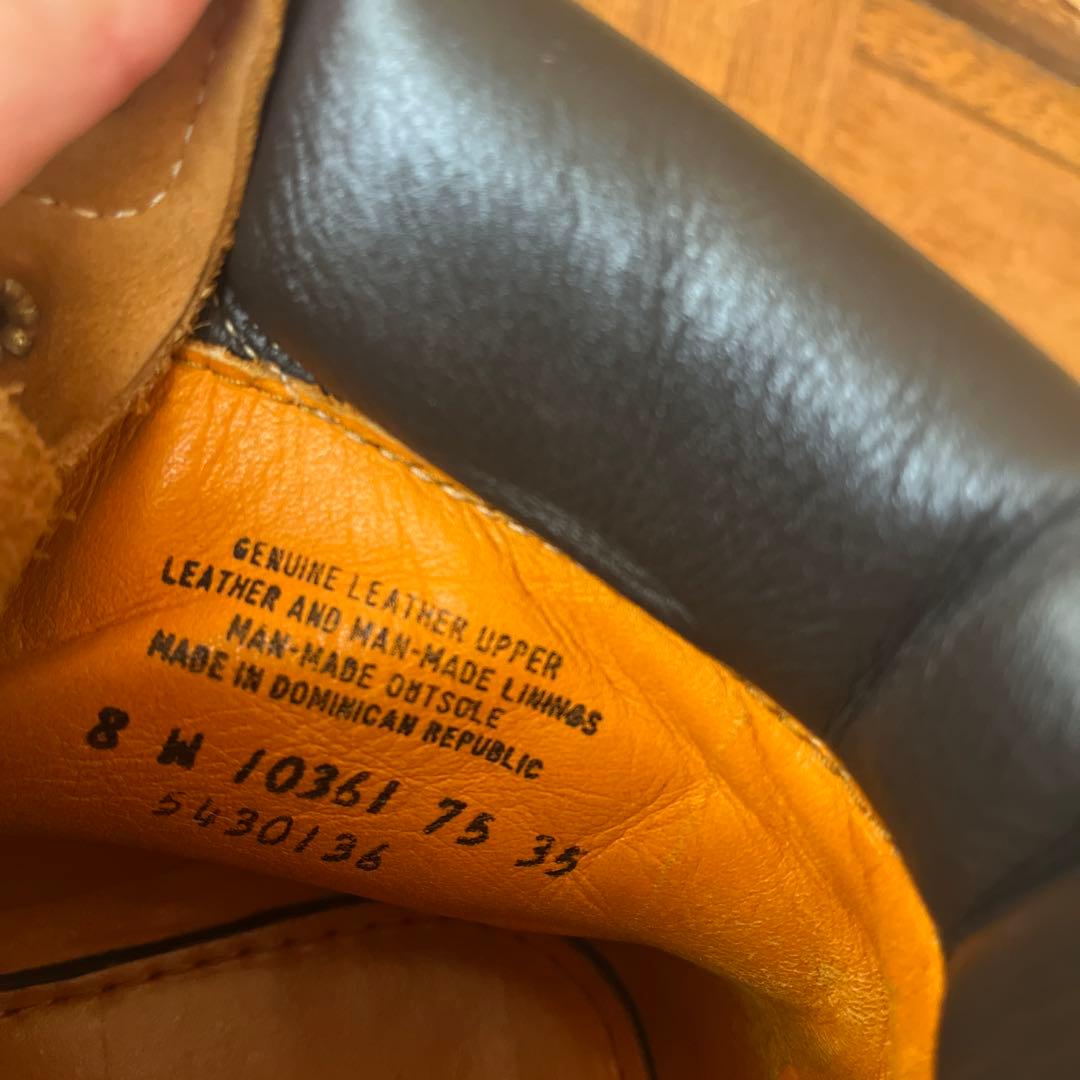 GENUINE LEATHER UPPER
LEATHER AND MAN-MADE LININGS
MAN-MADE OUTSOLE
MADE IN DOMINICAN REPUBLIC
8 W 10361 75 35
5430136